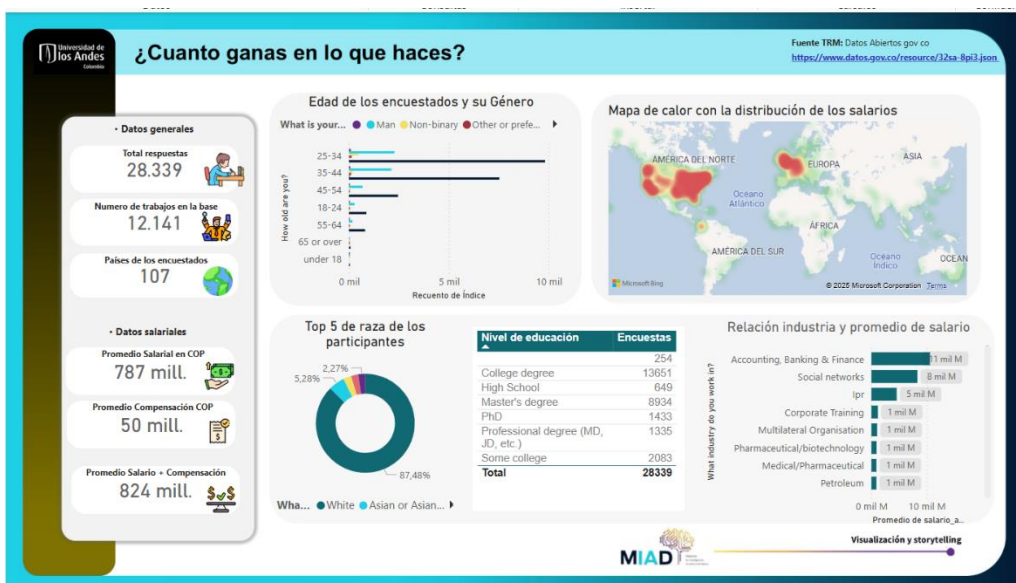 Universidad de
los Andes
Colombia
¿Cuanto ganas en lo que haces?
Fuente TRM: Datos Abiertos gov co
https://www.datos.gov.co/resource/32sa-8pi3.json
· Datos generales
Total respuestas
28.339
Numero de trabajos en la base
12.141
Países de los encuestados
107
· Datos salariales
Promedio Salarial en COP
787 mill.
Promedio Compensación COP
50 mill.
Promedio Salario + Compensación
824 mill.
Edad de los encuestados y su Género
What is your... Man Non-binary Other or prefe...
How old are you?
25-34
35-44
45-54
18-24
55-64
65 or over
under 18
0 mil 5 mil 10 mil
Recuento de Índice
Mapa de calor con la distribución de los salarios
AMÉRICA DEL NORTE
EUROPA
ASIA
Océano
Atlántico
ÁFRICA
AMÉRICA DEL SUR
Océano
Índico
OCEAN
Microsoft Bing
© 2025 Microsoft Corporation Terms
Top 5 de raza de los
participantes
2,27%
5,28%
87,48%
Wha... White Asian or Asian...
Nivel de educación Encuestas
254
College degree 13651
High School 649
Master's degree 8934
PhD 1433
Professional degree (MD, 1335
JD, etc.)
Some college 2083
Total 28339
Relación industria y promedio de salario
What industry do you work in?
Accounting, Banking & Finance 11 mil M
Social networks 8 mil M
Ipr 5 mil M
Corporate Training 1 mil M
Multilateral Organisation 1 mil M
Pharmaceutical/biotechnology 1 mil M
Medical/Pharmaceutical 1 mil M
Petroleum 1 mil M
0 mil M 10 mil M
Promedio de salario_a...
MIAD
Visualización y storytelling